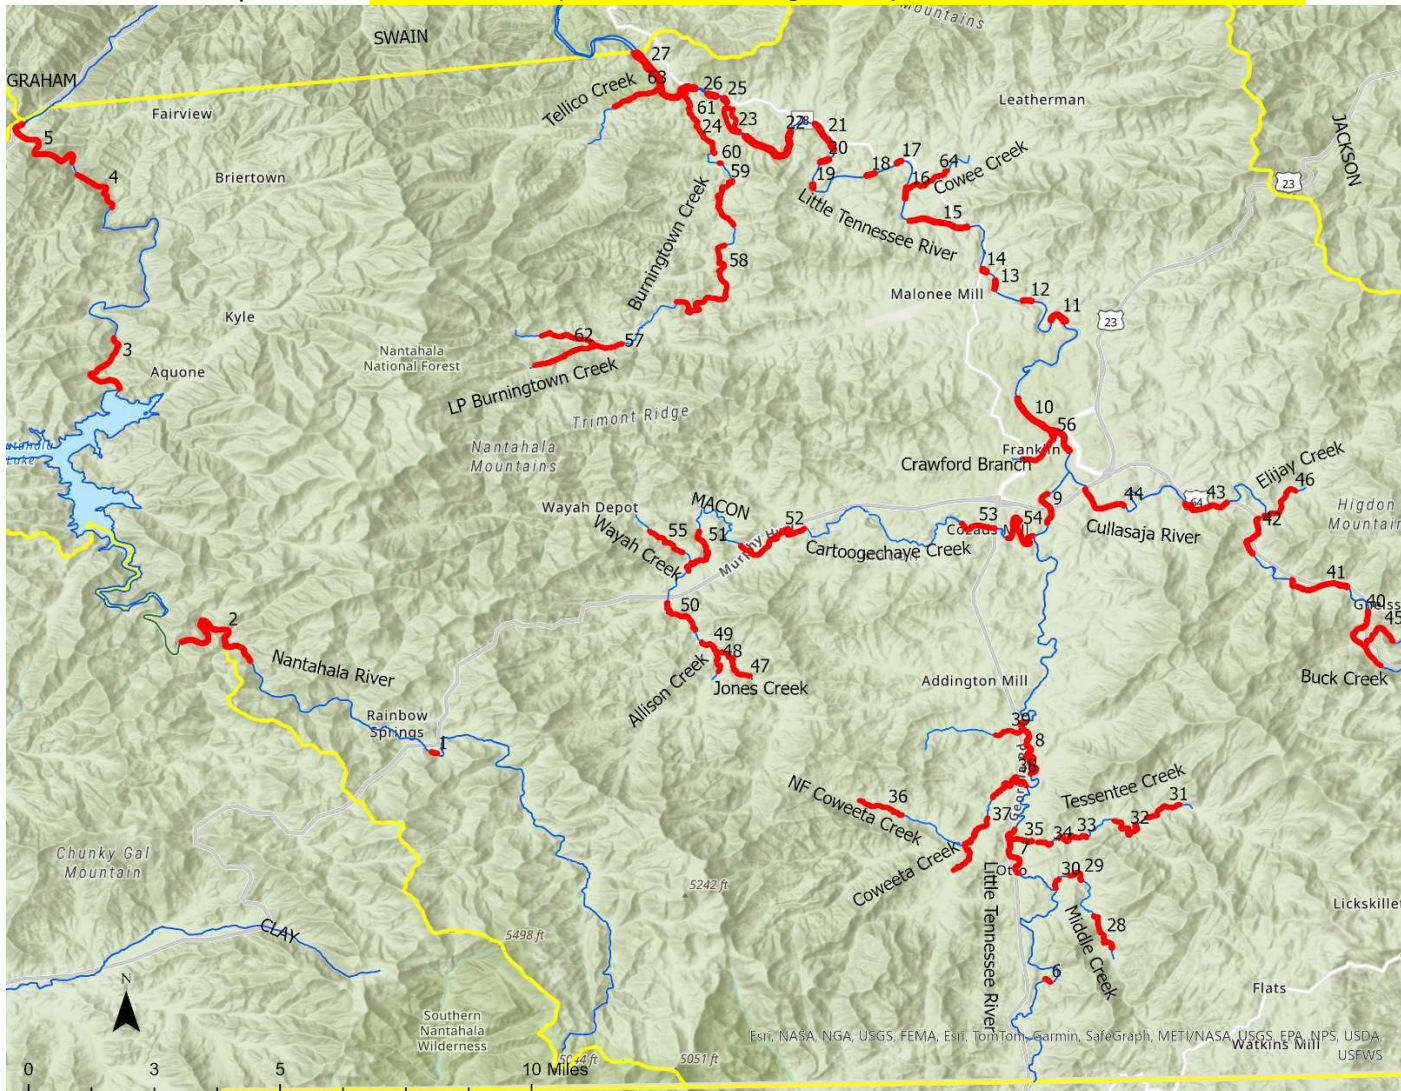 Mountains
SWAIN
27
GRAHAM
63
26
25
Tellico Creek
Leatherman
Fairview
61
23
22
21
JACKSON
5
24
20
17
60
18
64
Cowee Creek
Briertown
4
59
19
16
23
Little Tennessee River
15
Burningtown Creek
58
14
13
Malonee Mill
12
11
Kyle
23
62
57
3
Nantahala
National Forest
Aquone
LP Burningtown Creek
Trimont Ridge
10
56
Nantahala
Mountains
Franklin
Crawford Branch
Elijay Creek
46
Lake
Wayah Depot
MACON
9
44
64
43
Higdon
Mountain
55
51
52
53
54
42
Wayah Creek
Cullasaja River
Murphy
Cartoogechaye Creek
41
50
40
2
49
45
48
47
Nantahala River
Allison Creek
Jones Creek
Addington Mill
Buck Creek
Rainbow
Springs
1
39
8
38
NF Coweeta Creek
36
Tessentee Creek
31
37
35
34
33
32
Chunky Gal
Mountain
7
Coweeta Creek
Otto
30
29
5242 ft
Little Tennessee River
Lickskillet
CLAY
5498 ft
Middle Creek
28
6
N
Flats
Southern
Nantahala
Wilderness
Esri, NASA, NGA, USGS, FEMA, Esri, TomTom, Garmin, SafeGraph, METI/NASA, USGS, EPA, NPS, USDA,
USFWS
Watkins Mill
5051 ft
0 3 5 10 Miles